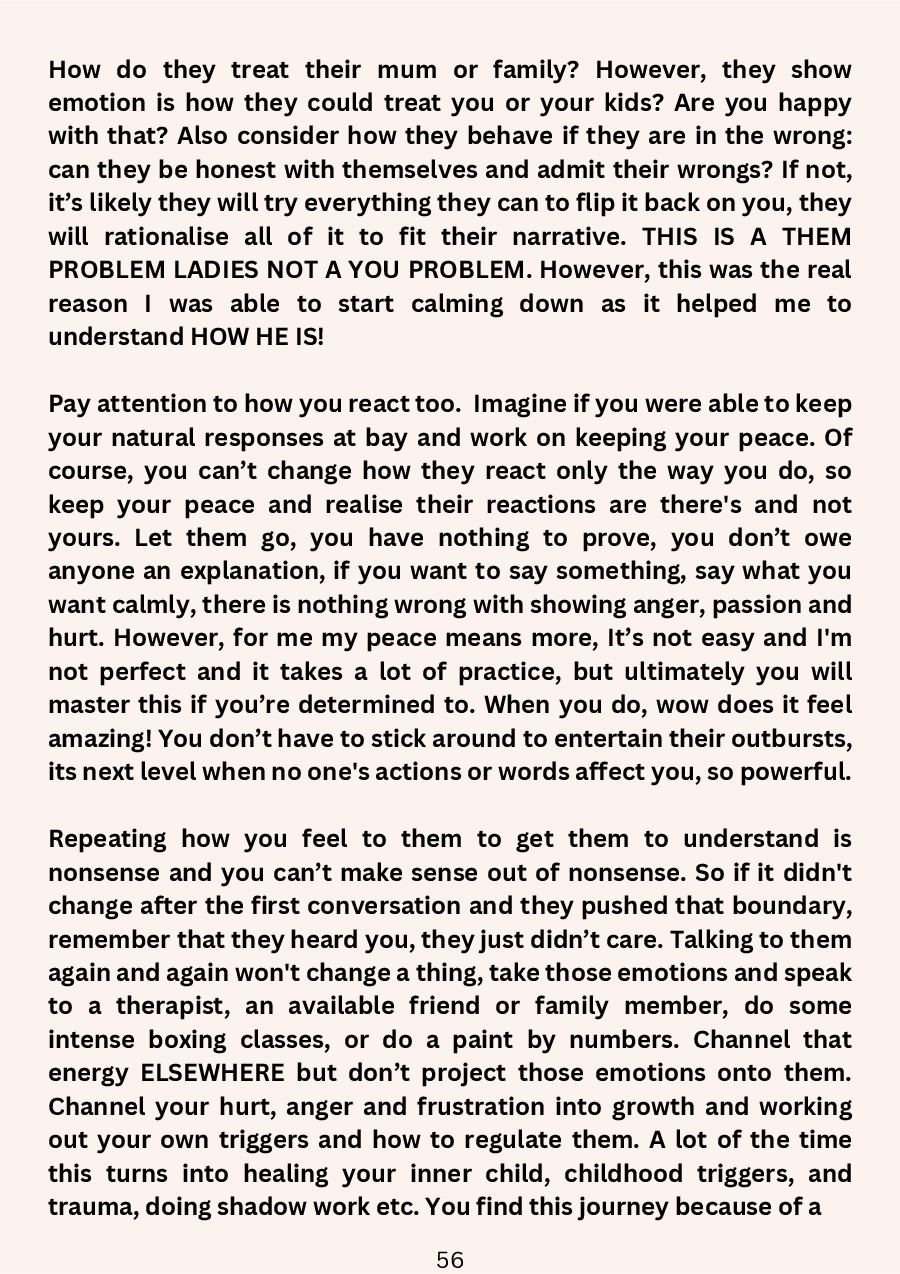 How do they treat their mum or family? However, they show
emotion is how they could treat you or your kids? Are you happy
with that? Also consider how they behave if they are in the wrong:
can they be honest with themselves and admit their wrongs? If not,
it’s likely they will try everything they can to flip it back on you, they
will rationalise all of it to fit their narrative. THIS IS A THEM
PROBLEM LADIES NOT A YOU PROBLEM. However, this was the real
reason I was able to start calming down as it helped me to
understand HOW HE IS!

Pay attention to how you react too.  Imagine if you were able to keep
your natural responses at bay and work on keeping your peace. Of
course, you can’t change how they react only the way you do, so
keep your peace and realise their reactions are there's and not
yours. Let them go, you have nothing to prove, you don’t owe
anyone an explanation, if you want to say something, say what you
want calmly, there is nothing wrong with showing anger, passion and
hurt. However, for me my peace means more, It’s not easy and I'm
not perfect and it takes a lot of practice, but ultimately you will
master this if you’re determined to. When you do, wow does it feel
amazing! You don’t have to stick around to entertain their outbursts,
its next level when no one's actions or words affect you, so powerful.

Repeating how you feel to them to get them to understand is
nonsense and you can’t make sense out of nonsense. So if it didn't
change after the first conversation and they pushed that boundary,
remember that they heard you, they just didn’t care. Talking to them
again and again won't change a thing, take those emotions and speak
to a therapist, an available friend or family member, do some
intense boxing classes, or do a paint by numbers. Channel that
energy ELSEWHERE but don’t project those emotions onto them.
Channel your hurt, anger and frustration into growth and working
out your own triggers and how to regulate them. A lot of the time
this turns into healing your inner child, childhood triggers, and
trauma, doing shadow work etc. You find this journey because of a

56